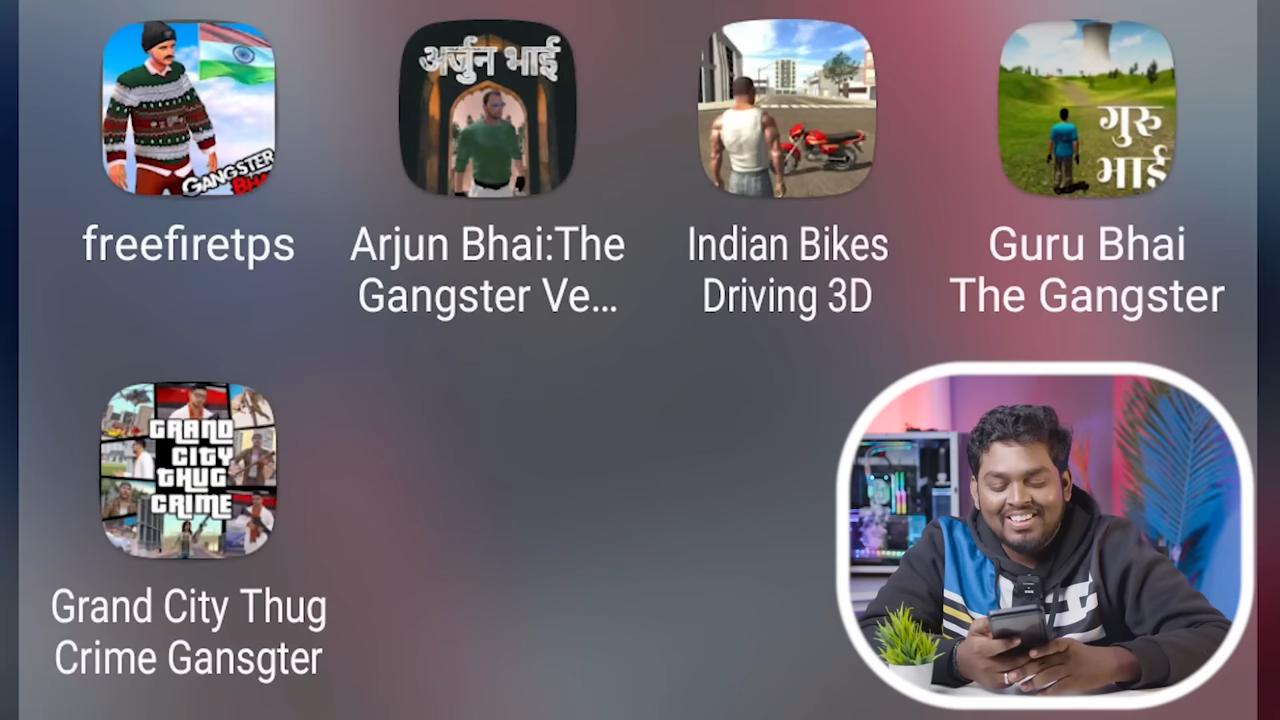 GANGSTER
BHAI
अर्जुन भाई
गुरु
भाई
freefiretps
Arjun Bhai:The
Gangster Ve...
Indian Bikes
Driving 3D
Guru Bhai
The Gangster
GRAND
CITY
THUG
CRIME
Grand City Thug
Crime Gansgter